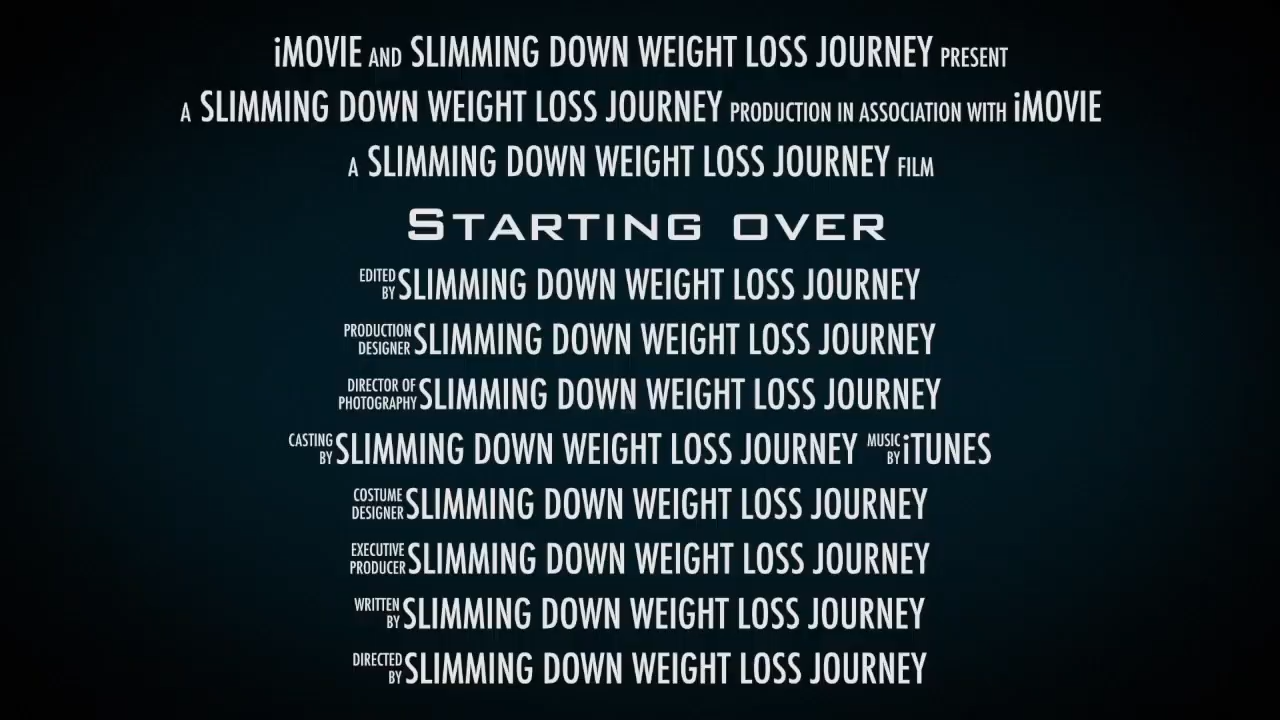 iMOVIE AND SLIMMING DOWN WEIGHT LOSS JOURNEY PRESENT
A SLIMMING DOWN WEIGHT LOSS JOURNEY PRODUCTION IN ASSOCIATION WITH iMOVIE
A SLIMMING DOWN WEIGHT LOSS JOURNEY FILM
STARTING OVER
EDITED BY SLIMMING DOWN WEIGHT LOSS JOURNEY
PRODUCTION DESIGNER SLIMMING DOWN WEIGHT LOSS JOURNEY
DIRECTOR OF PHOTOGRAPHY SLIMMING DOWN WEIGHT LOSS JOURNEY
CASTING BY SLIMMING DOWN WEIGHT LOSS JOURNEY MUSIC BY iTUNES
COSTUME DESIGNER SLIMMING DOWN WEIGHT LOSS JOURNEY
EXECUTIVE PRODUCER SLIMMING DOWN WEIGHT LOSS JOURNEY
WRITTEN BY SLIMMING DOWN WEIGHT LOSS JOURNEY
DIRECTED BY SLIMMING DOWN WEIGHT LOSS JOURNEY